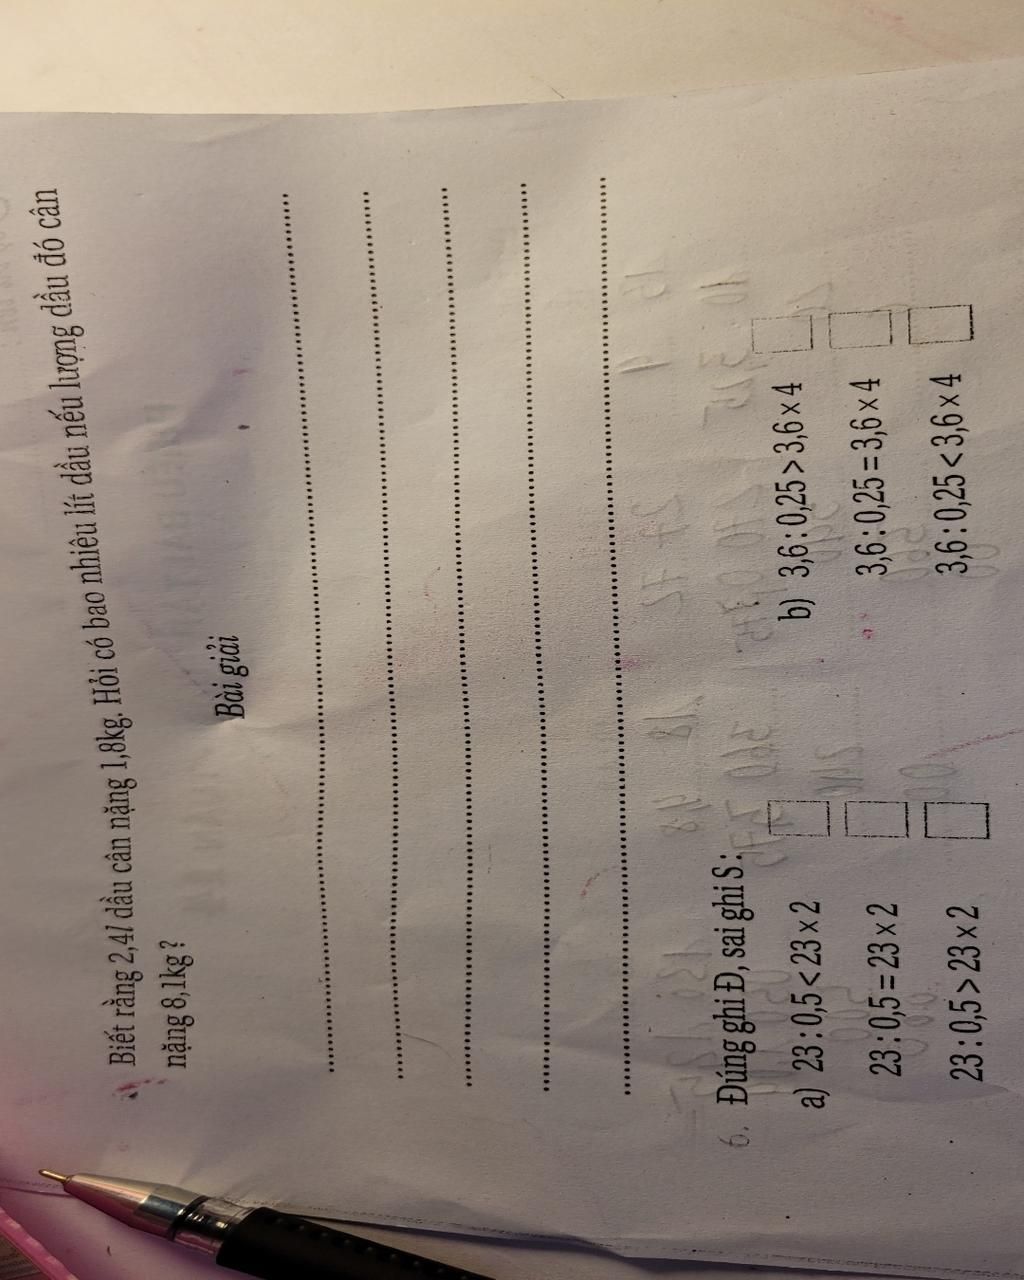 Biết rằng 2,4l dầu cân nặng 1,8kg. Hỏi có bao nhiêu lít dầu nếu lượng dầu đó cân
nặng 8,1kg ?
Bài giải
6. Đúng ghi Đ, sai ghi S :
a) 23 : 0,5 < 23 x 2
23 : 0,5 = 23 x 2
23 : 0,5 > 23 x 2
b) 3,6 : 0,25 > 3,6 x 4
3,6 : 0,25 = 3,6 x 4
3,6 : 0,25 < 3,6 x 4